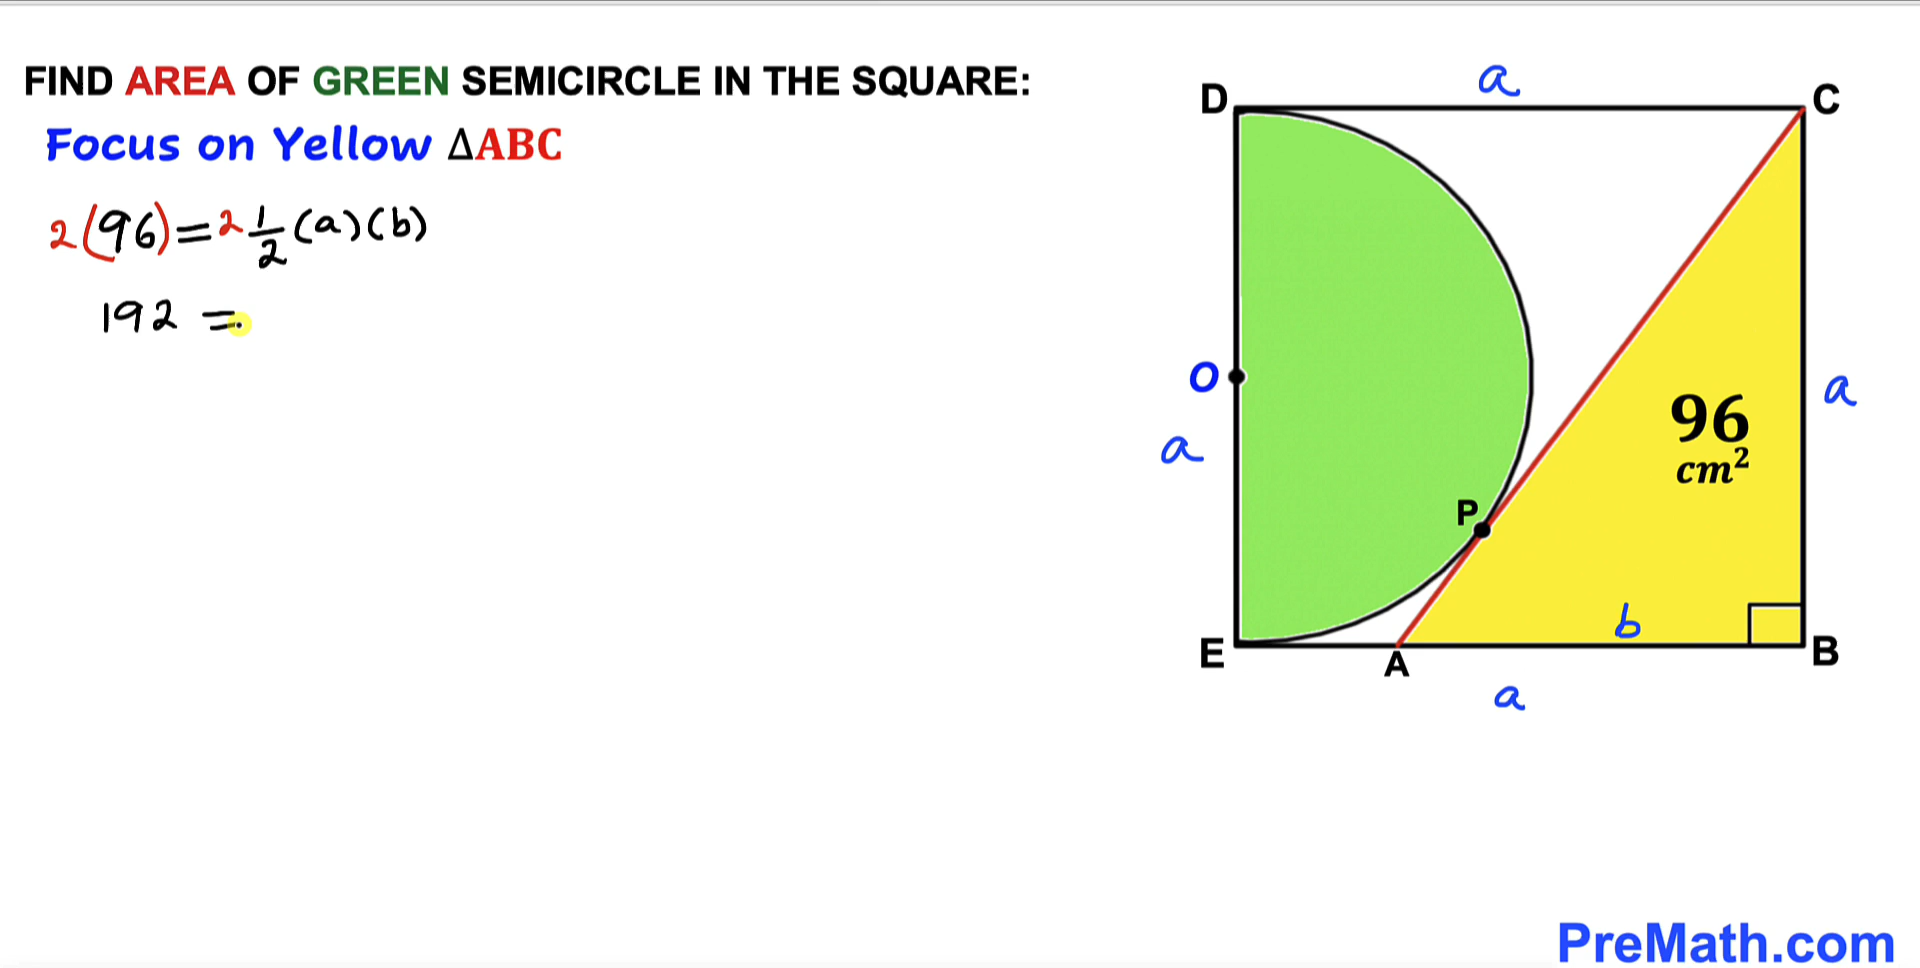 FIND AREA OF GREEN SEMICIRCLE IN THE SQUARE:
Focus on Yellow ΔABC
2(96)=2 1/2 (a)(b)
192 =
D
a
C
O
a
a
96
cm²
P
b
E
A
B
a
PreMath.com